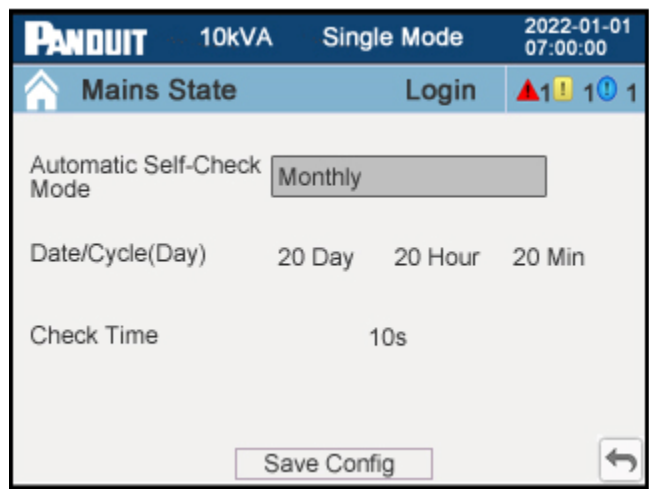 PANDUIT 10kVA Single Mode 2022-01-01
07:00:00
Mains State Login 1 ! 1 ! 1
Automatic Self-Check
Mode
Monthly
Date/Cycle(Day) 20 Day 20 Hour 20 Min
Check Time 10s
Save Config